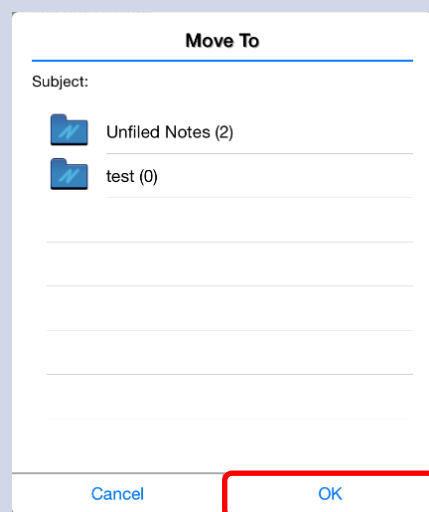 Move To
Subject:
Unfiled Notes (2)
test (0)
Cancel
OK